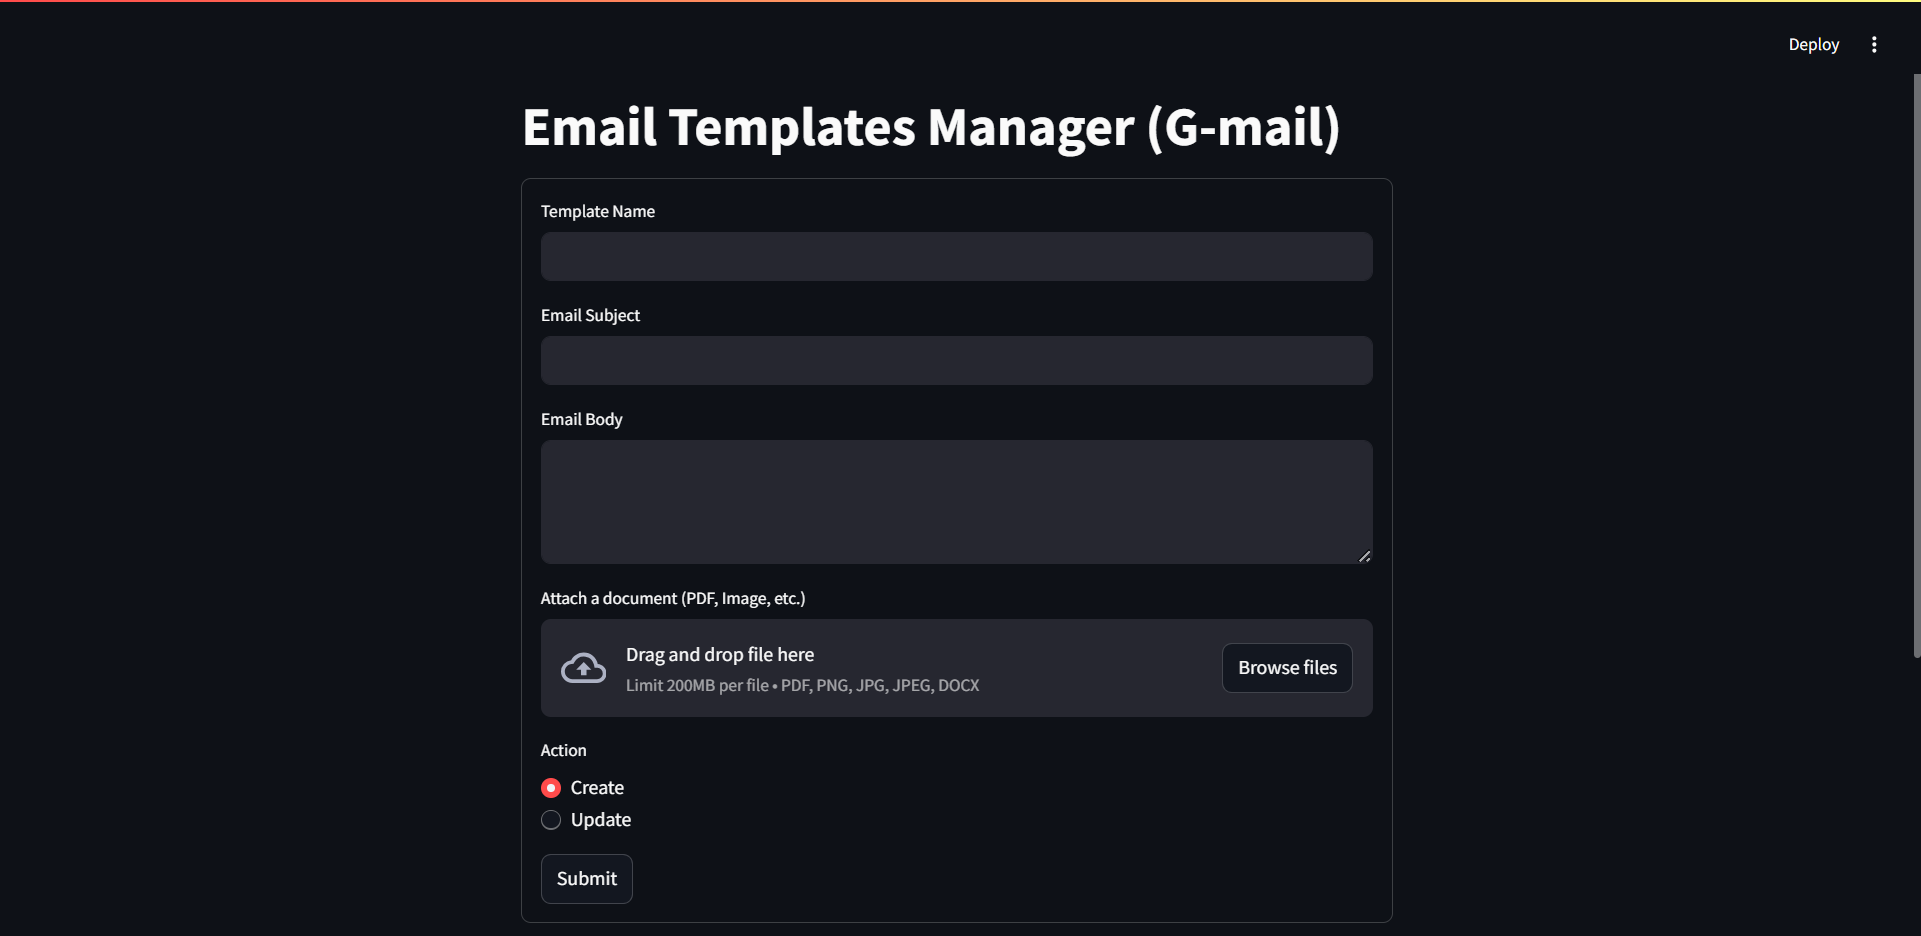 Deploy
Email Templates Manager (G-mail)
Template Name
Email Subject
Email Body
Attach a document (PDF, Image, etc.)
Drag and drop file here
Limit 200MB per file • PDF, PNG, JPG, JPEG, DOCX
Browse files
Action
Create
Update
Submit